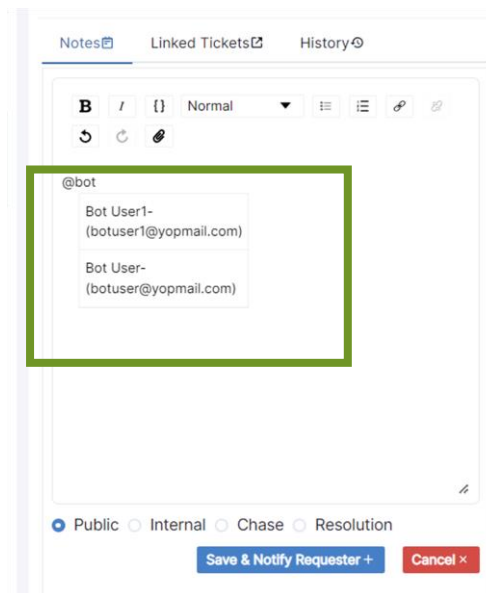 Notes Linked Tickets History
B I {} Normal
@bot
Bot User1-
(botuser1@yopmail.com)
Bot User-
(botuser@yopmail.com)
Public Internal Chase Resolution
Save & Notify Requester + Cancel ×